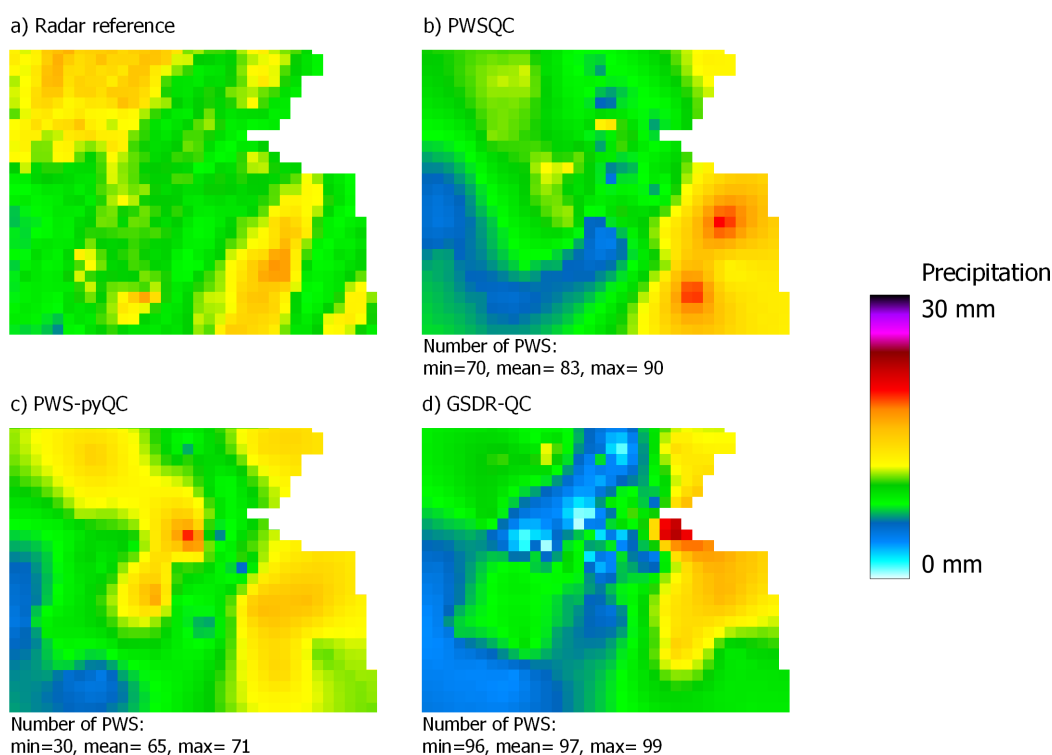 a) Radar reference
b) PWSQC
Number of PWS:
min=70, mean= 83, max= 90
Precipitation
30 mm
0 mm
c) PWS-pyQC
Number of PWS:
min=30, mean= 65, max= 71
d) GSDR-QC
Number of PWS:
min=96, mean= 97, max= 99